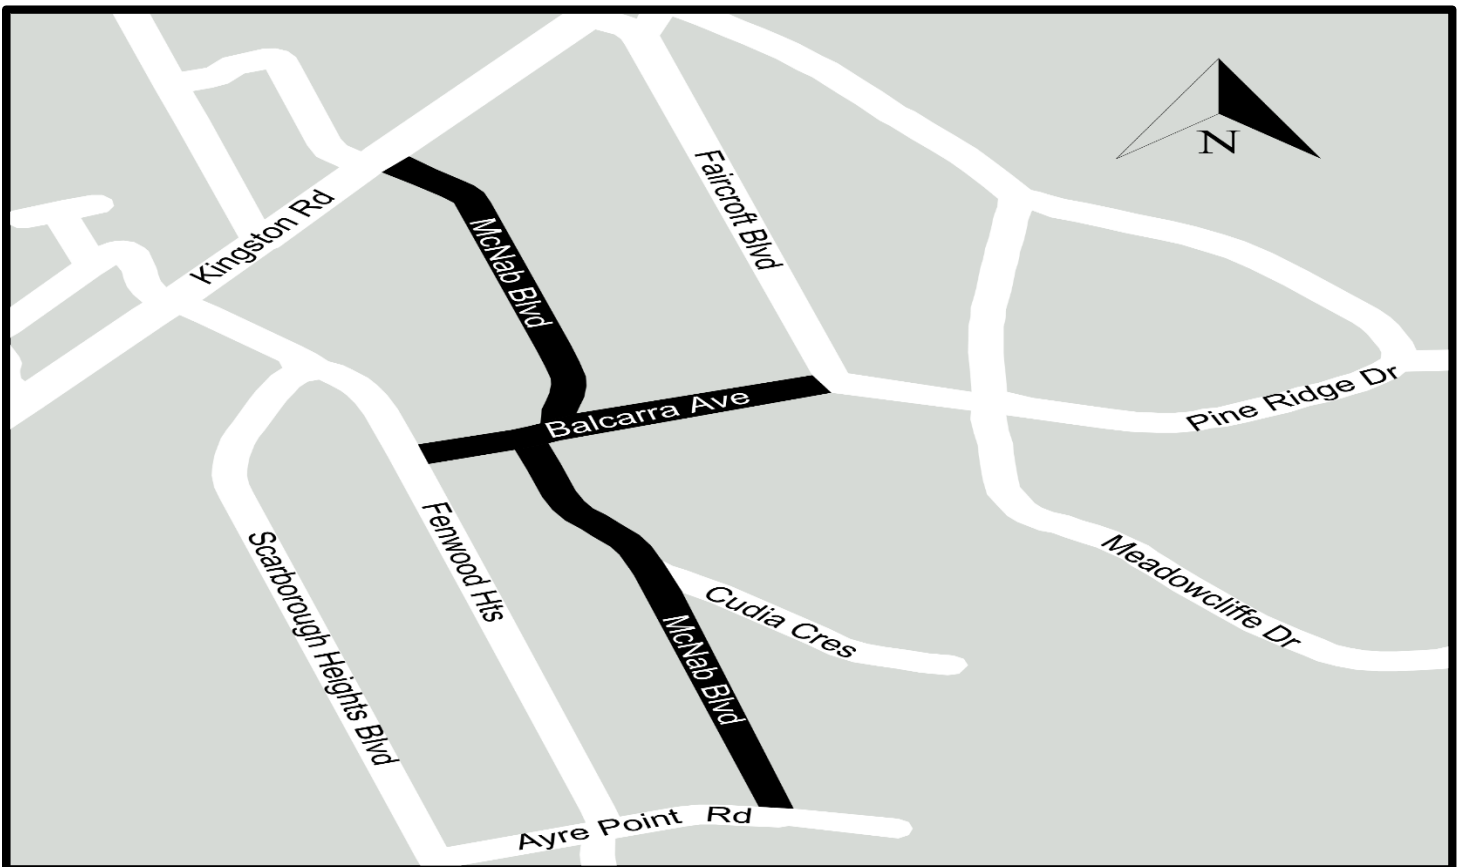 N
Kingston Rd
McNab Blvd
Faircroft Blvd
Balcarra Ave
Pine Ridge Dr
Scarborough Heights Blvd
Fenwood Hts
Cudia Cres
Meadowcliffe Dr
McNab Blvd
Ayre Point Rd